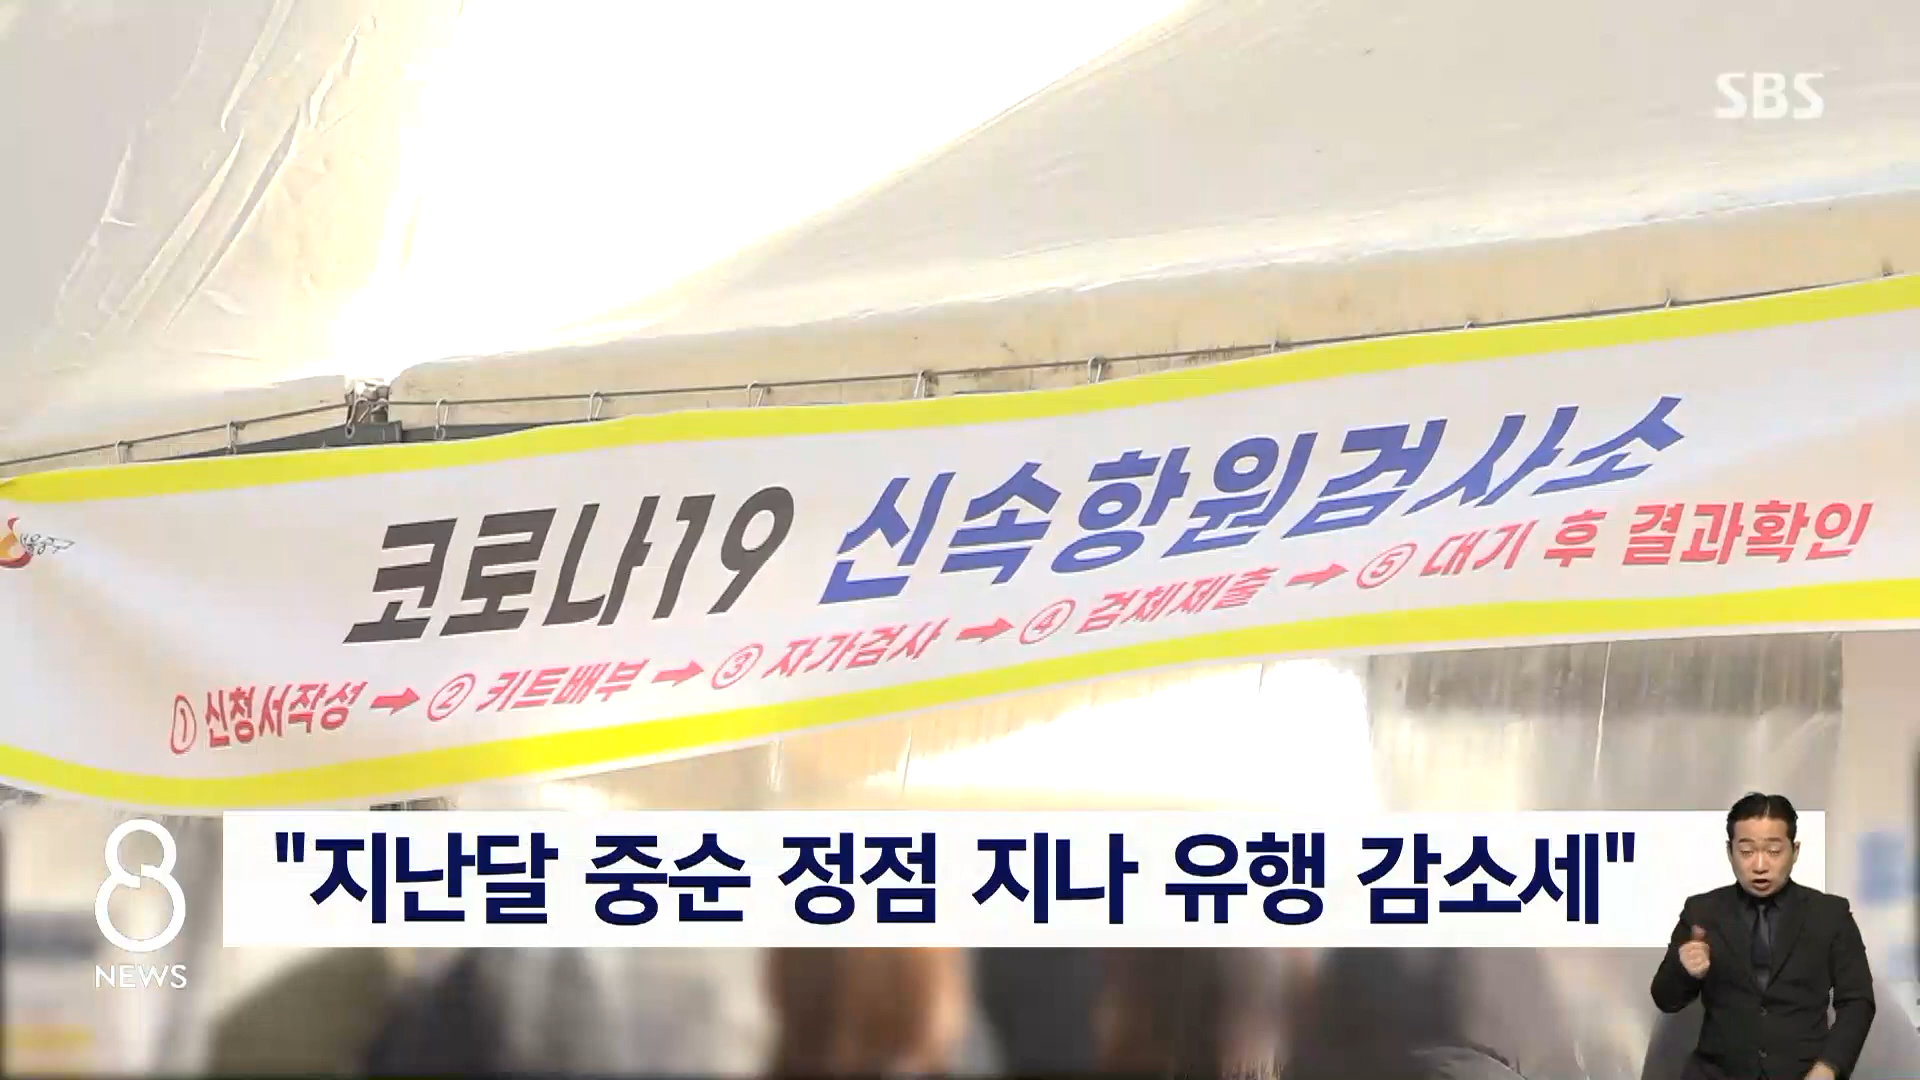 SBS
코로나19 신속항원검사소
① 신청서작성 → ② 키트배부 → ③ 자가검사 → ④ 검체제출 → ⑤ 대기 후 결과확인
"지난달 중순 정점 지나 유행 감소세"
8
NEWS